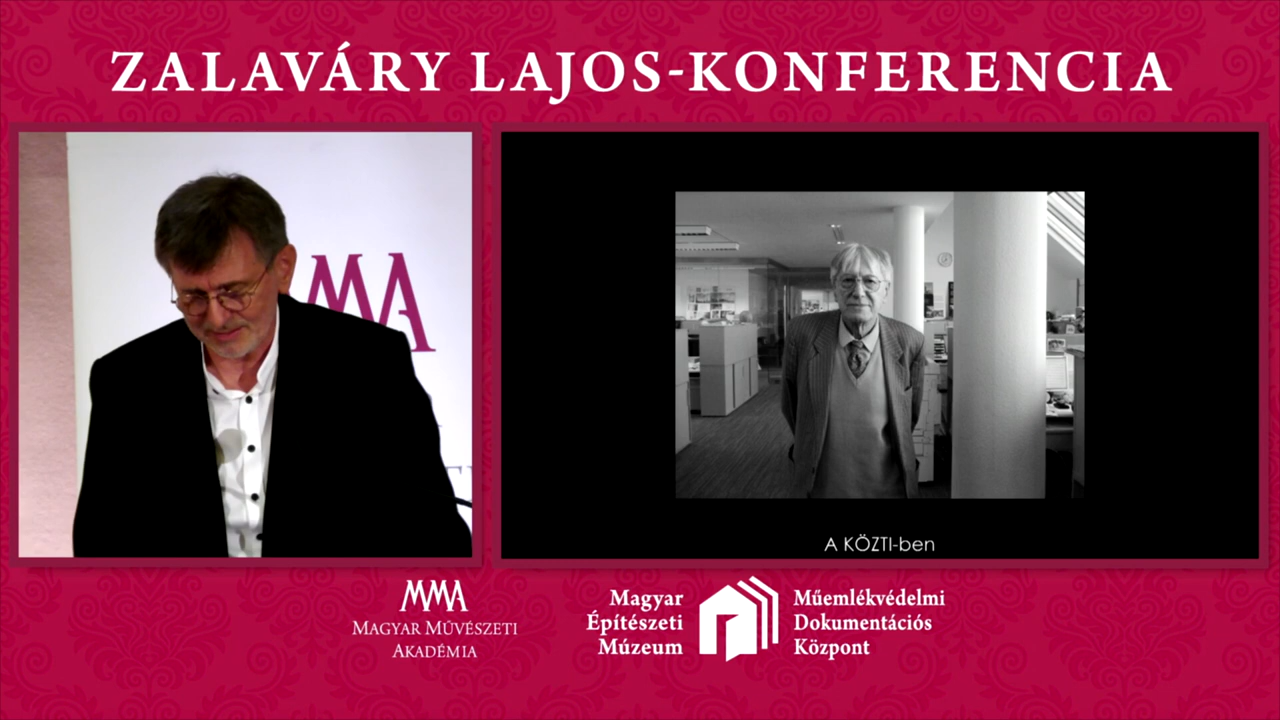 ZALAVÁRY LAJOS-KONFERENCIA
MMA
A KÖZTI-ben
MMA
MAGYAR MŰVÉSZETI
AKADÉMIA
Magyar
Építészeti
Múzeum
Műemlékvédelmi
Dokumentációs
Központ